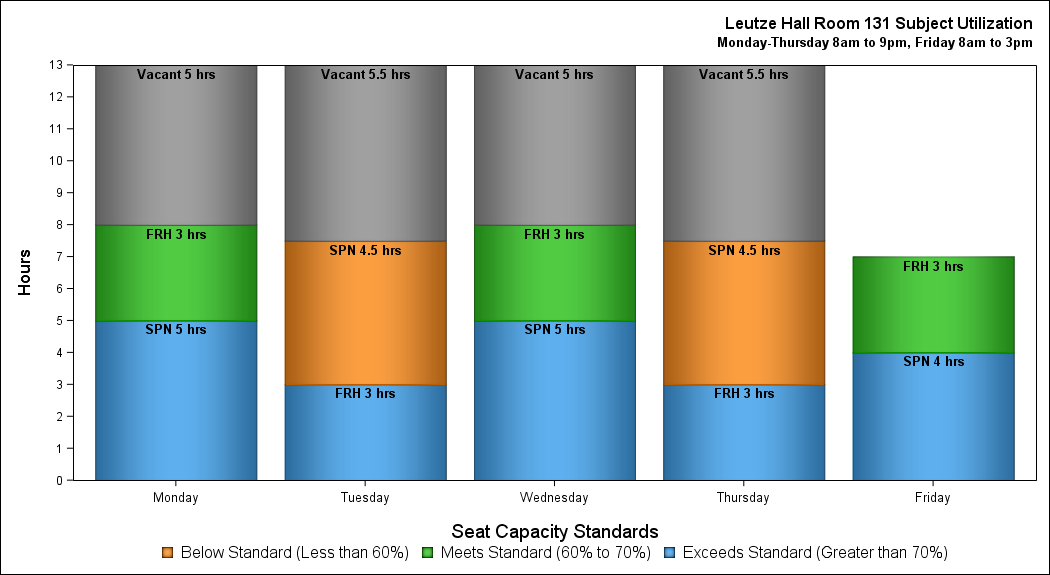 Leutze Hall Room 131 Subject Utilization
Monday-Thursday 8am to 9pm, Friday 8am to 3pm
Hours
13
12
11
10
9
8
7
6
5
4
3
2
1
0
Vacant 5 hrs
FRH 3 hrs
SPN 5 hrs
Vacant 5.5 hrs
SPN 4.5 hrs
FRH 3 hrs
Vacant 5 hrs
FRH 3 hrs
SPN 5 hrs
Vacant 5.5 hrs
SPN 4.5 hrs
FRH 3 hrs
FRH 3 hrs
SPN 4 hrs
Monday Tuesday Wednesday Thursday Friday
Seat Capacity Standards
Below Standard (Less than 60%) Meets Standard (60% to 70%) Exceeds Standard (Greater than 70%)